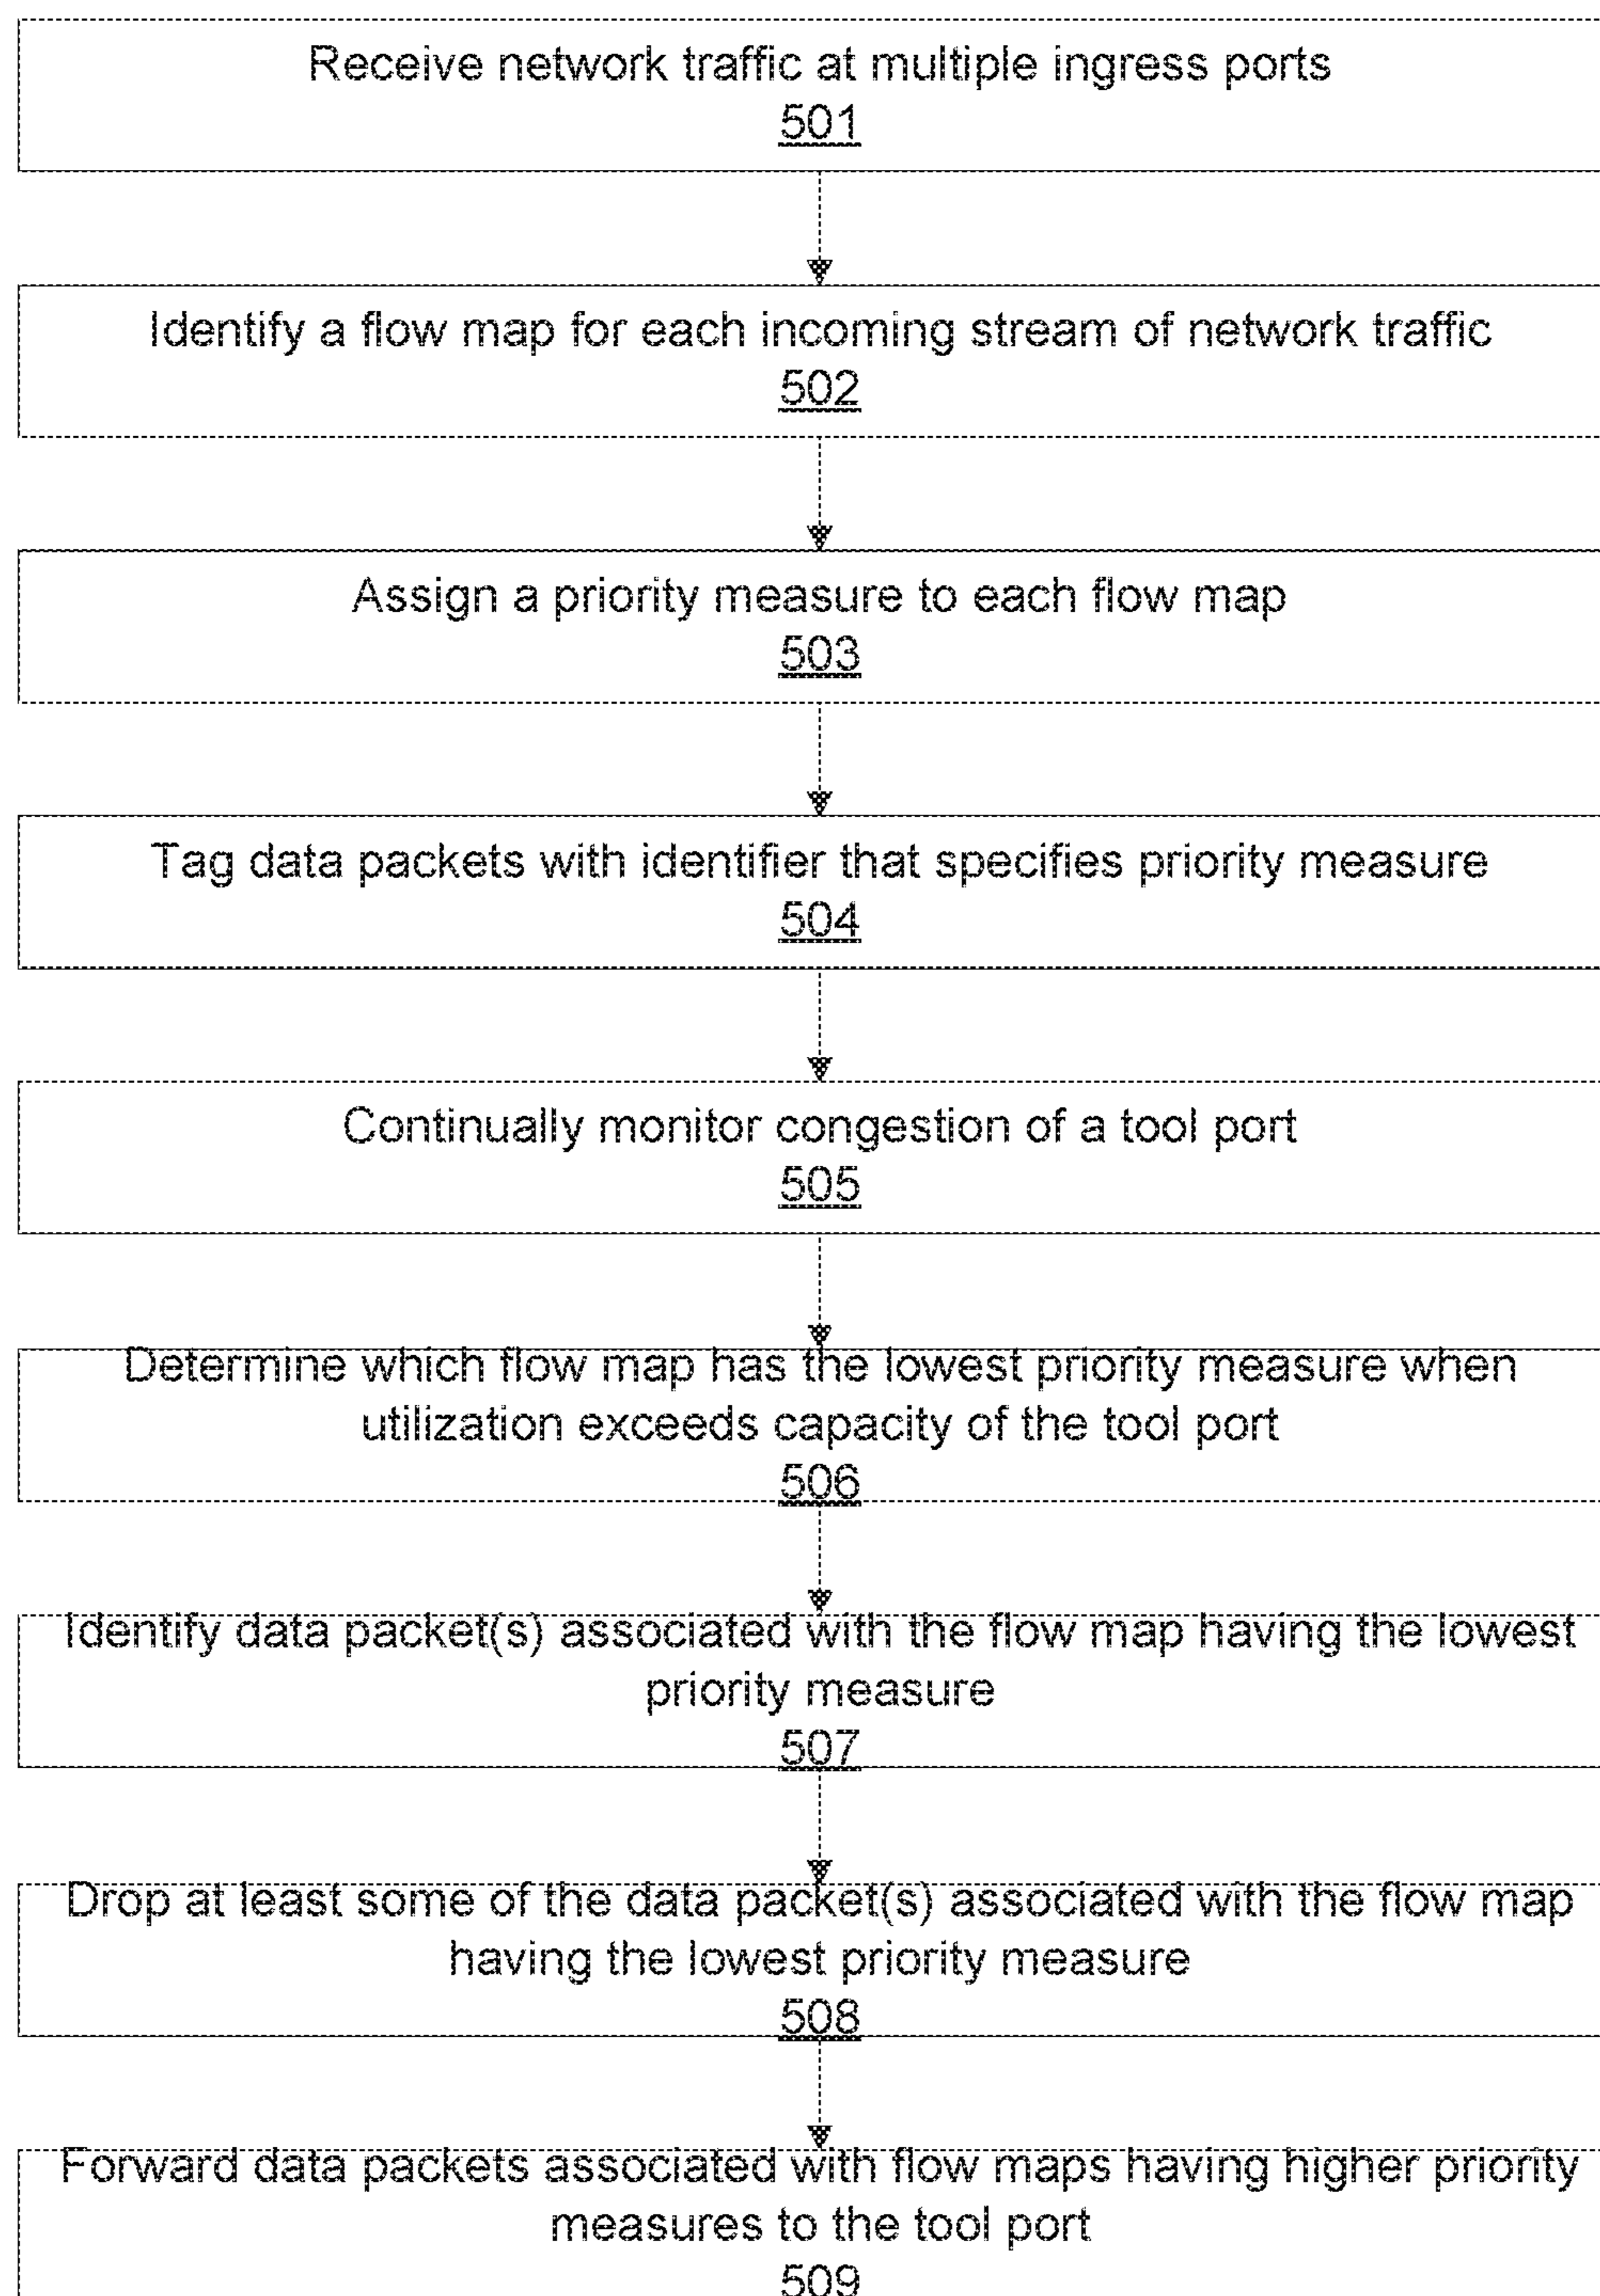 Receive network traffic at multiple ingress ports
501
Identify a flow map for each incoming stream of network traffic
502
Assign a priority measure to each flow map
503
Tag data packets with identifier that specifies priority measure
504
Continually monitor congestion of a tool port
505
Determine which flow map has the lowest priority measure when
utilization exceeds capacity of the tool port
506
Identify data packet(s) associated with the flow map having the lowest
priority measure
507
Drop at least some of the data packet(s) associated with the flow map
having the lowest priority measure
508
Forward data packets associated with flow maps having higher priority
measures to the tool port
509